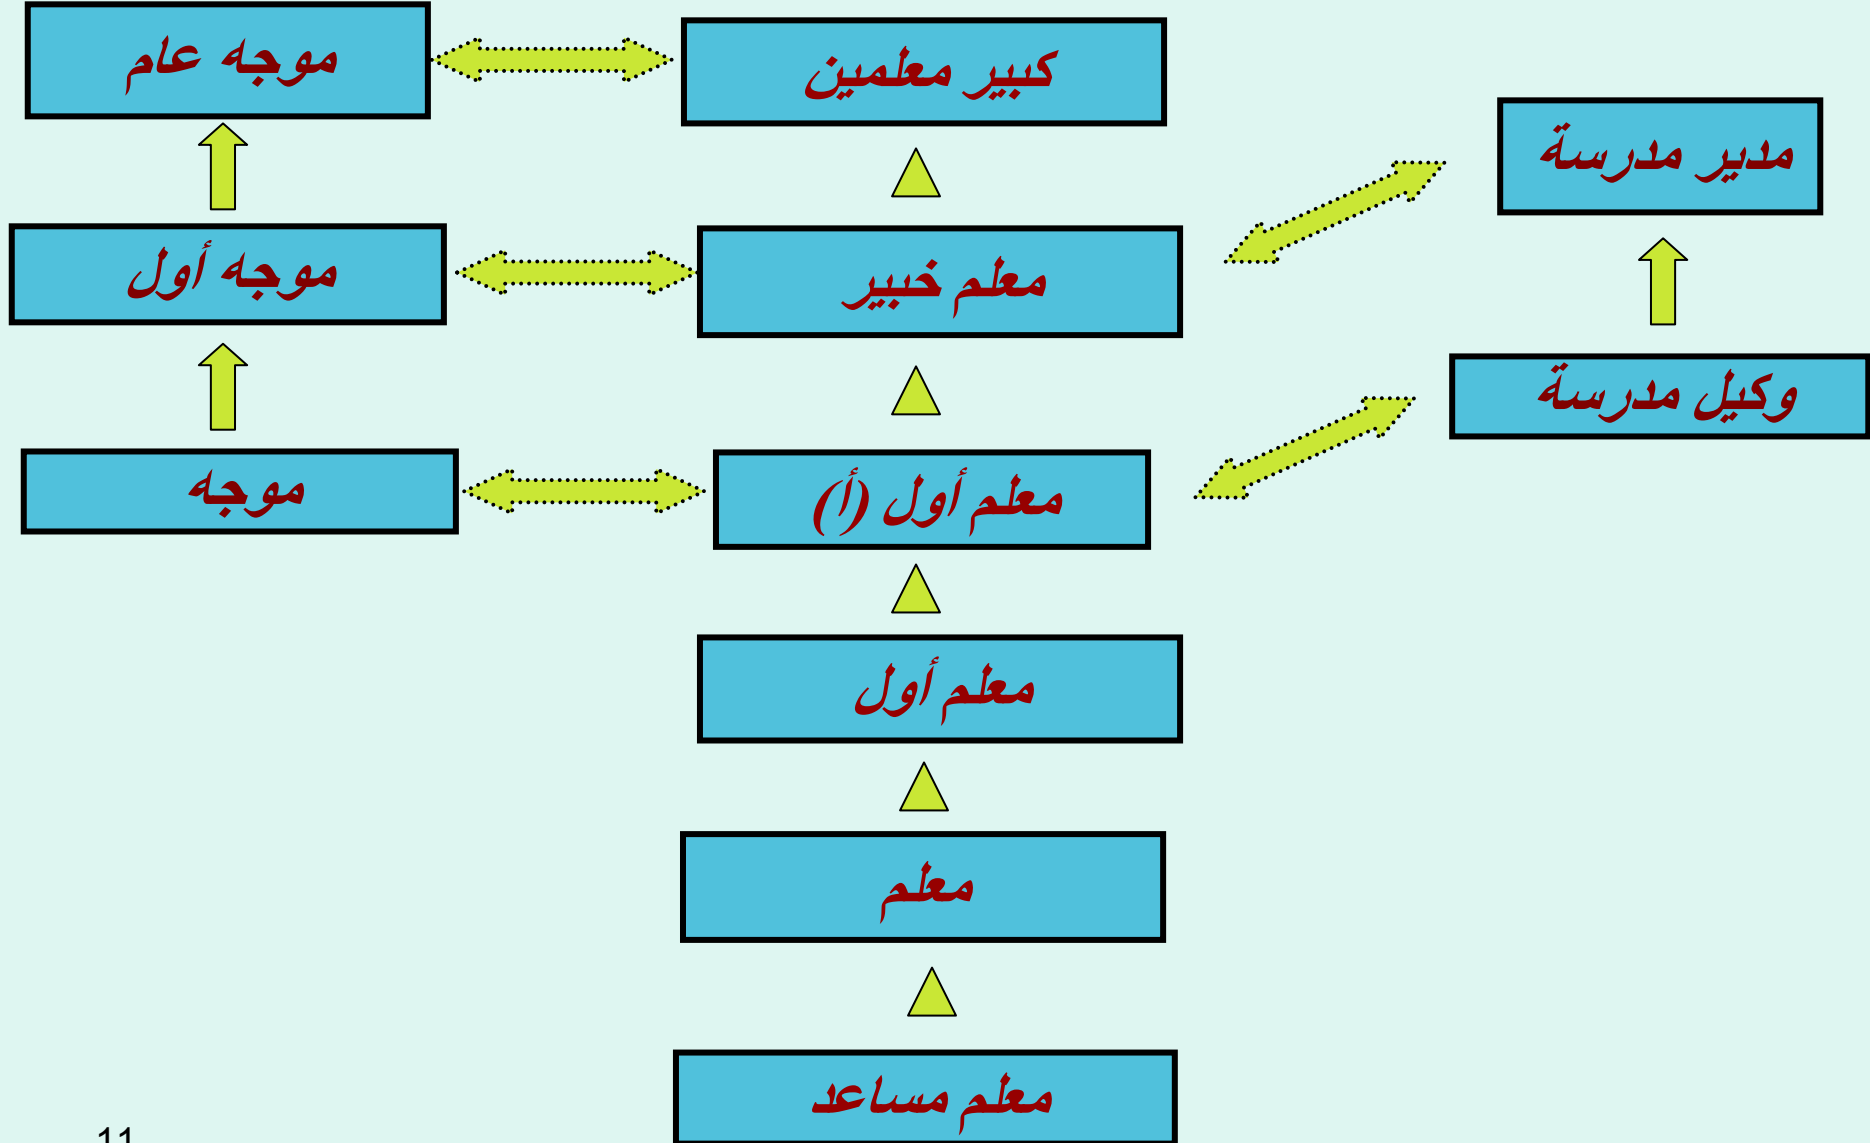 كبير معلمين
موجه عام
مدير مدرسة
معلم خبير
موجه أول
وكيل مدرسة
معلم أول (أ)
موجه
معلم أول
معلم
معلم مساعد
11